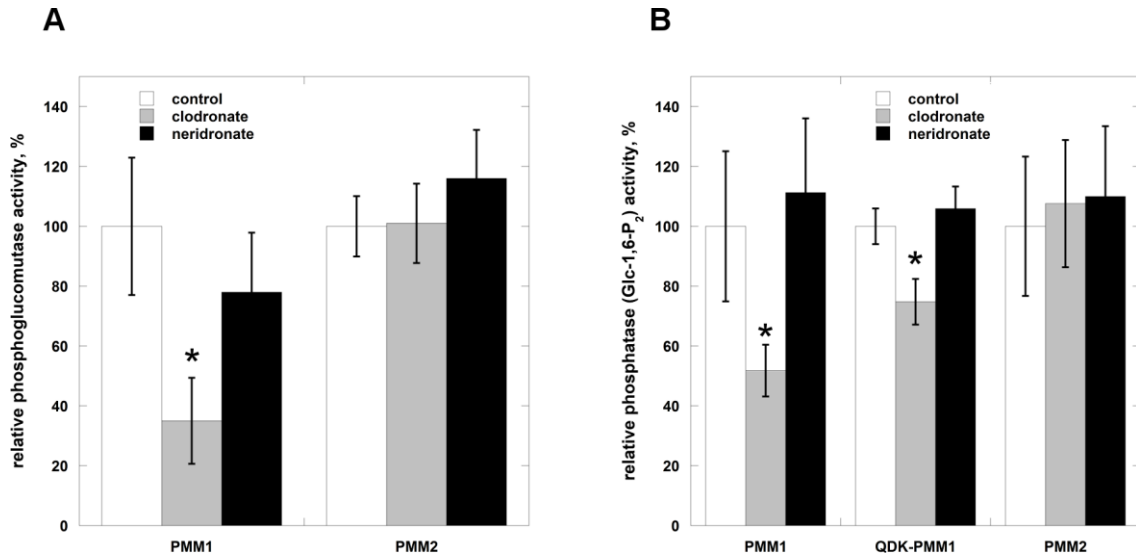 A
relative phosphoglucomutase activity, %
140
120
100
80
60
40
20
0
control
clodronate
neridronate
*
PMM1
PMM2
B
relative phosphatase (Glc-1,6-P2) activity, %
140
120
100
80
60
40
20
0
control
clodronate
neridronate
*
*
PMM1
QDK-PMM1
PMM2